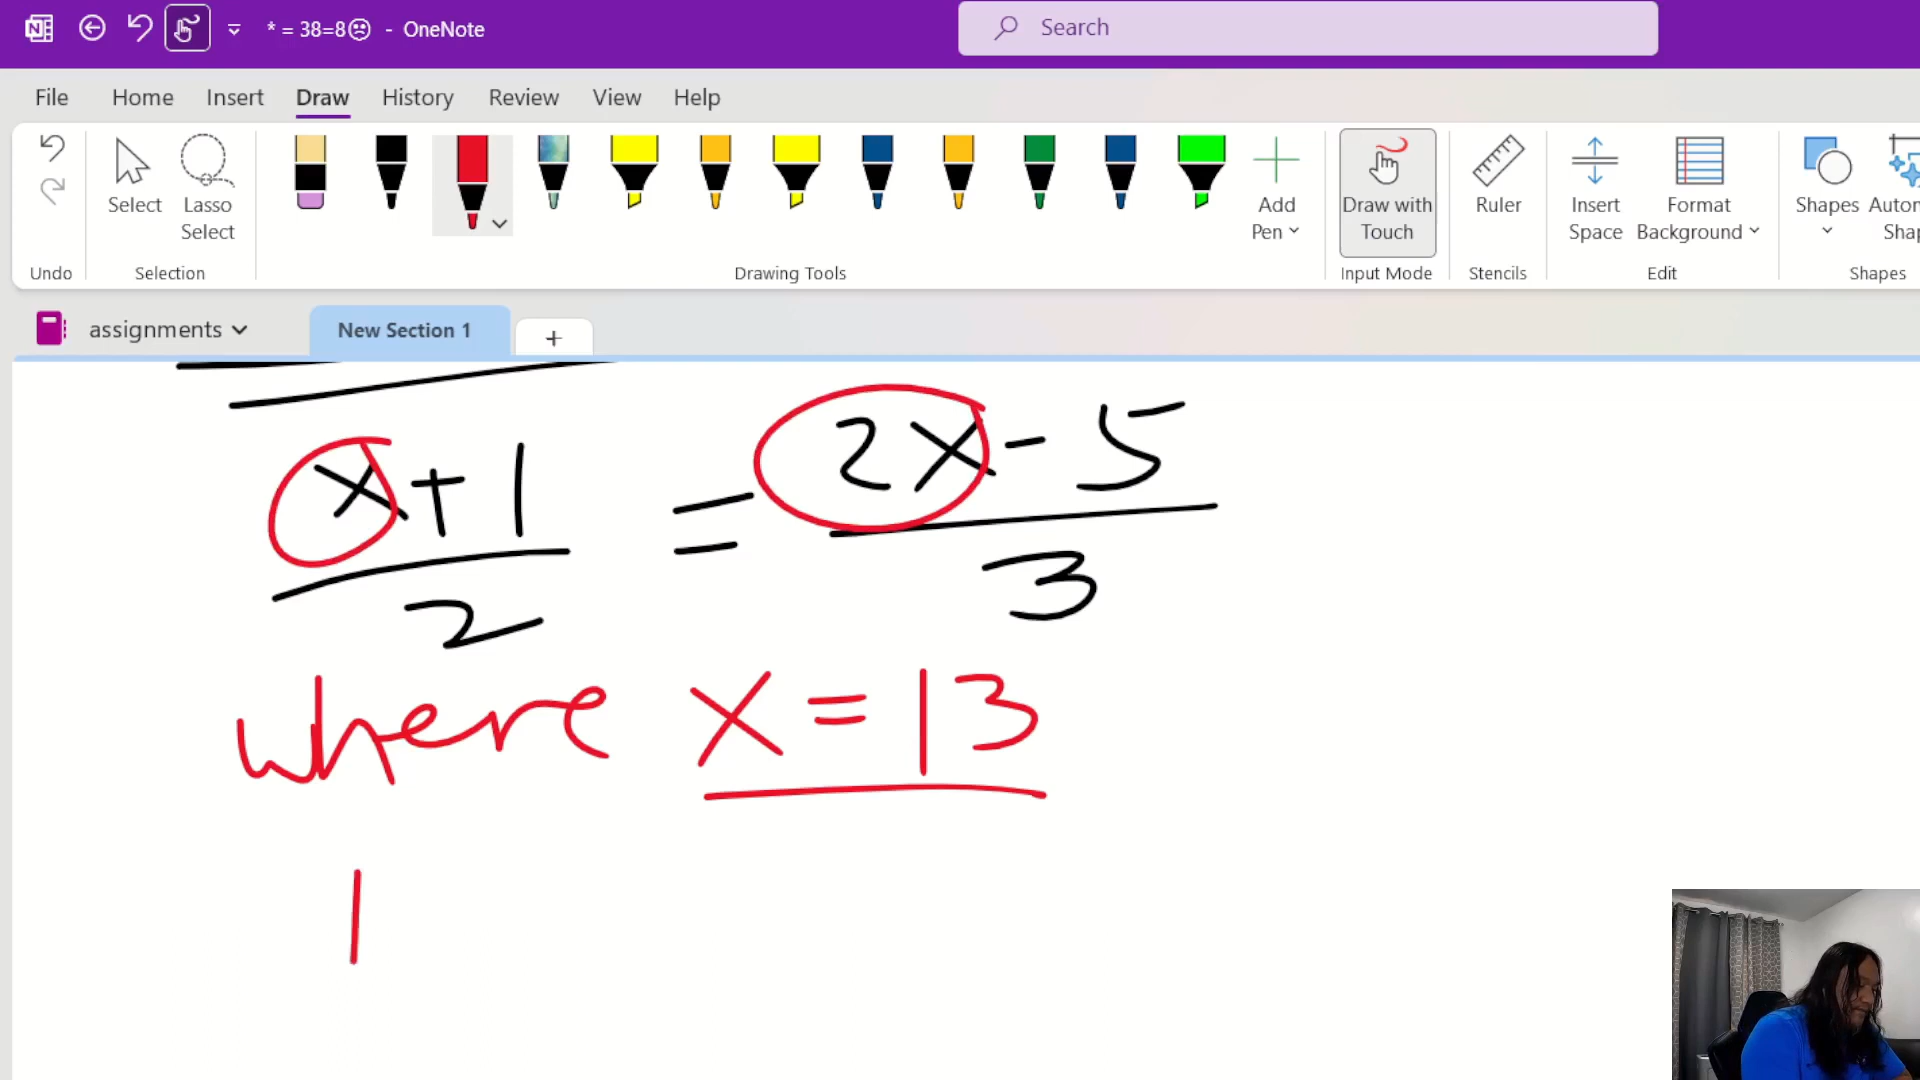 * = 38=8☹ - OneNote
Search
File Home Insert Draw History Review View Help
Select
Lasso Select
Add Pen
Draw with Touch
Ruler
Insert Space
Format Background
Shapes
Undo Selection Drawing Tools Input Mode Stencils Edit Shapes
assignments New Section 1 +
x + 1 = 2x - 5
2 3
where x = 13
1